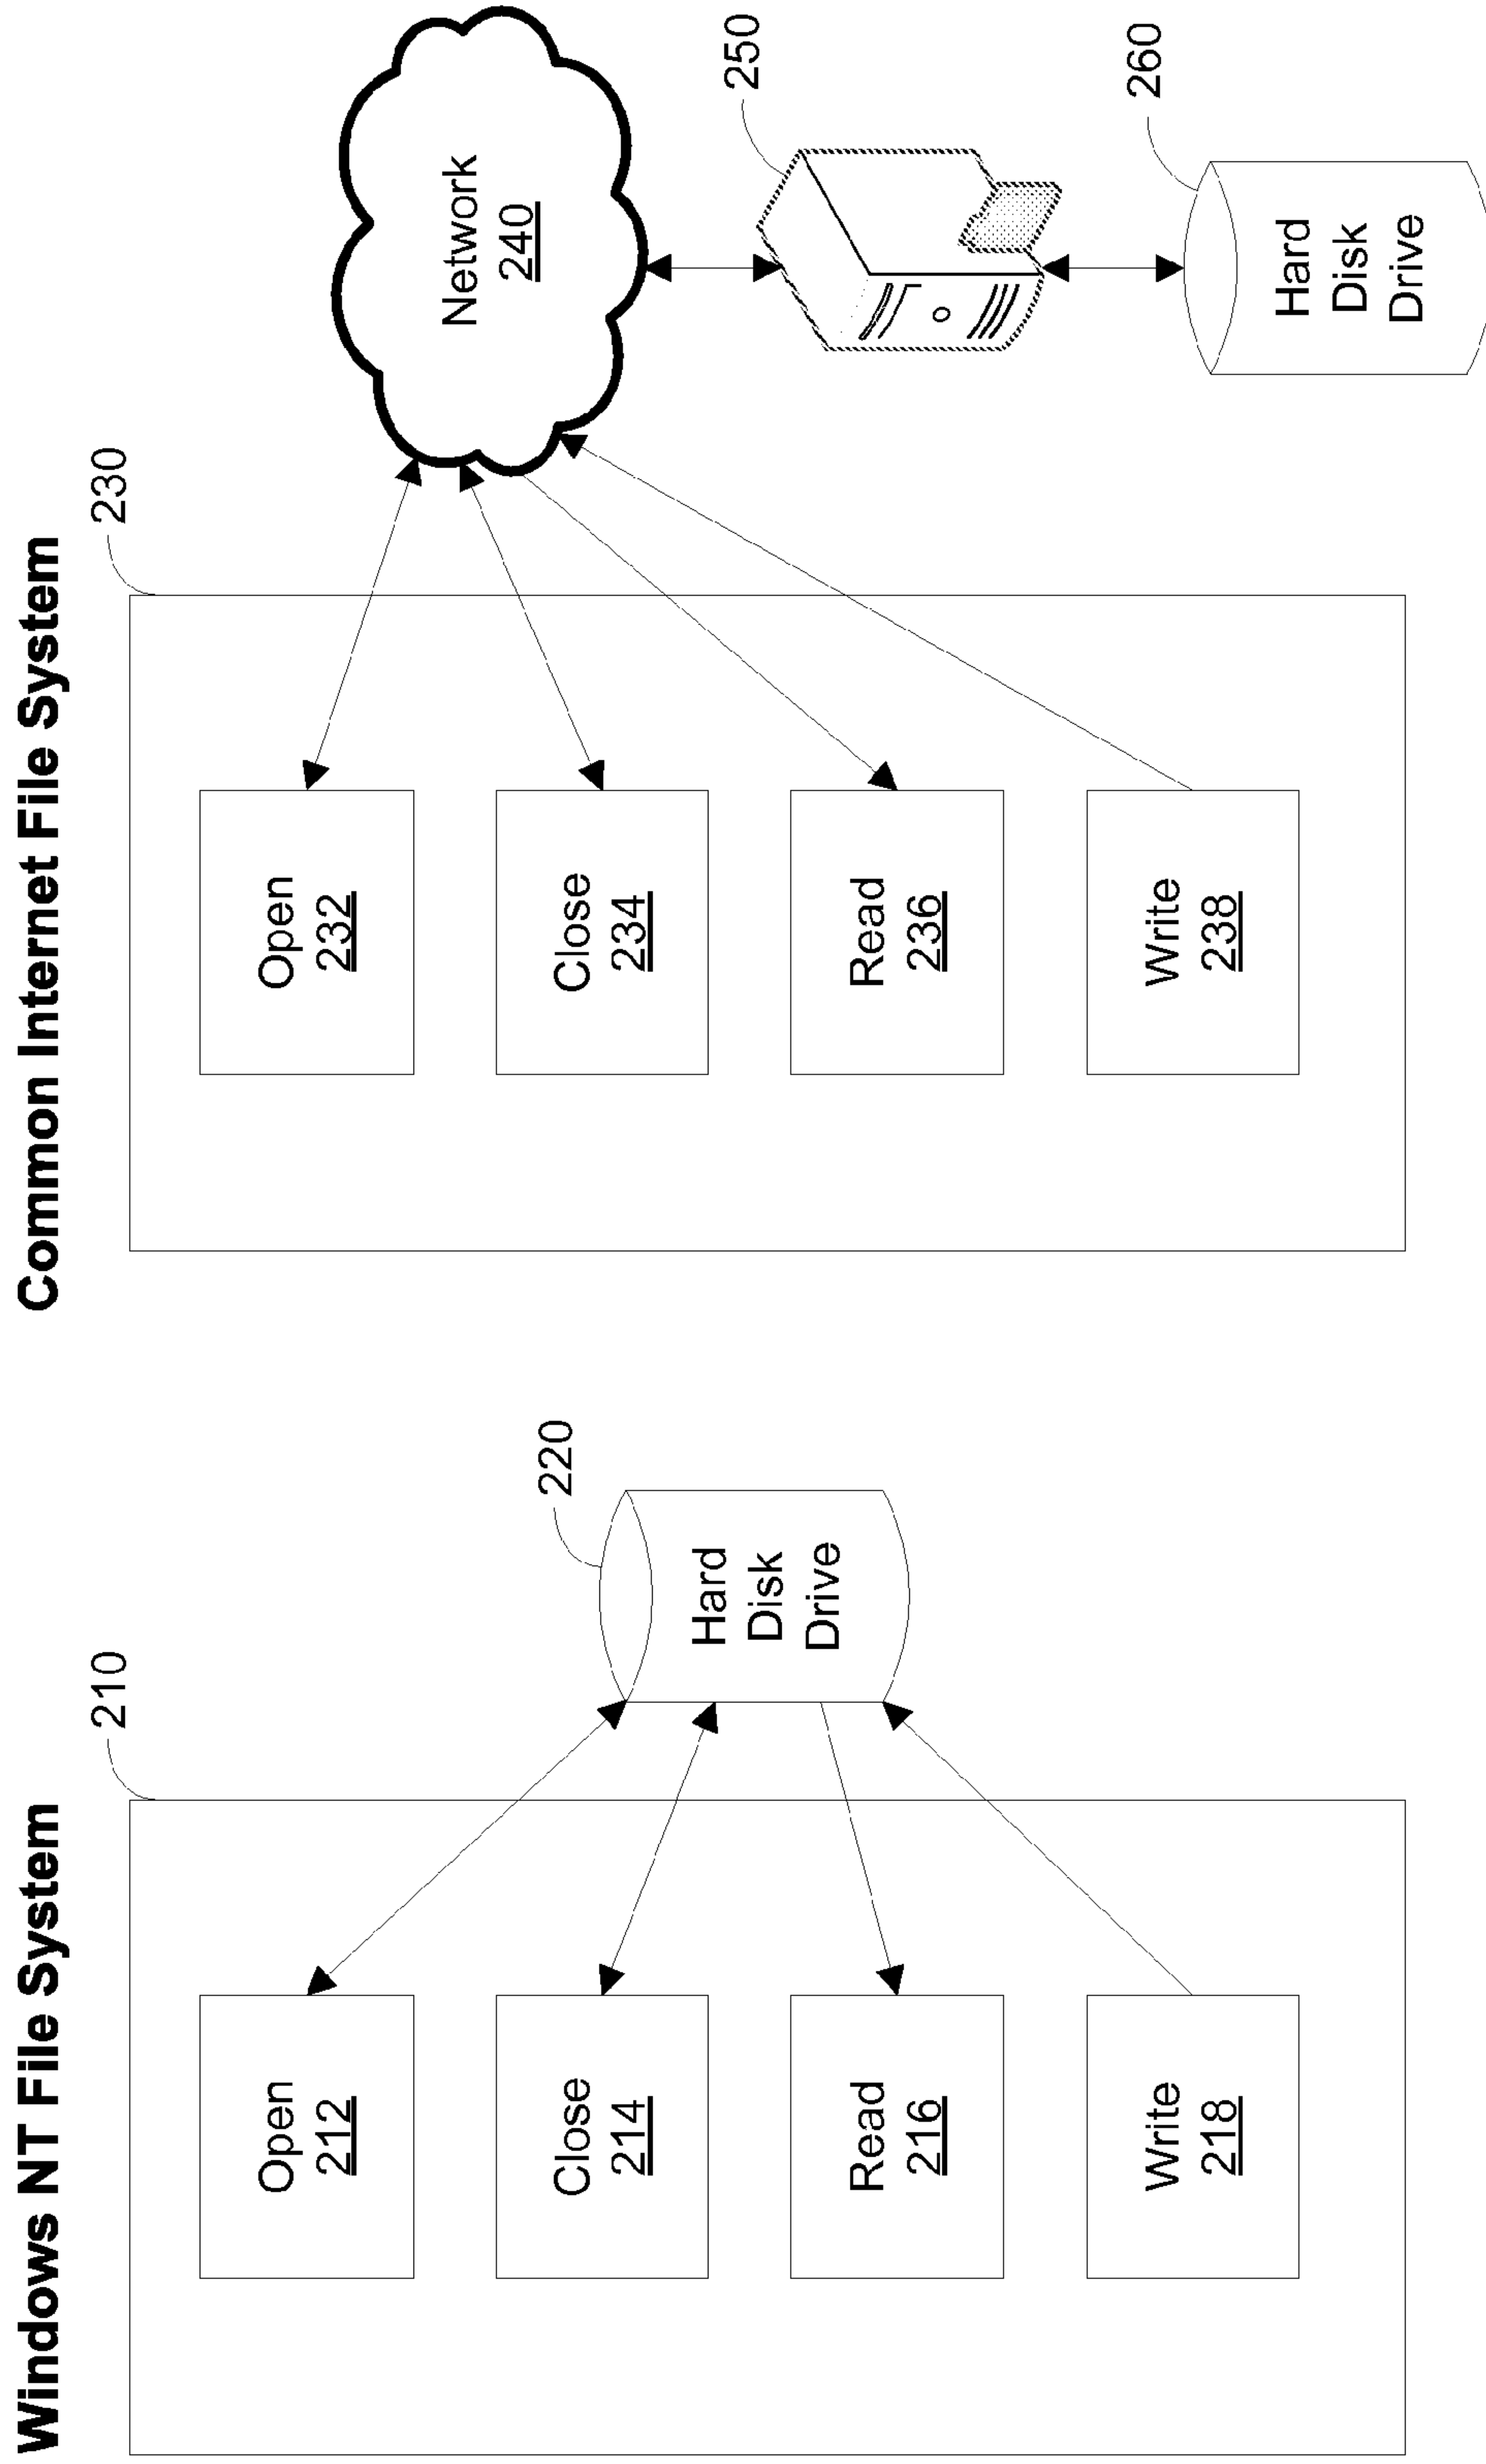 Windows NT File System
210
Open
212
Close
214
Read
216
Write
218
220
Hard
Disk
Drive
Common Internet File System
230
Open
232
Close
234
Read
236
Write
238
Network
240
250
260
Hard
Disk
Drive